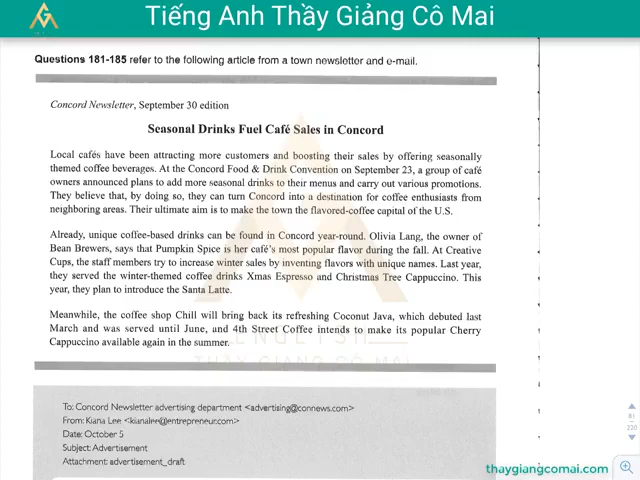 Tiếng Anh Thầy Giảng Cô Mai
Questions 181-185 refer to the following article from a town newsletter and e-mail.
Concord Newsletter, September 30 edition
Seasonal Drinks Fuel Café Sales in Concord
Local cafés have been attracting more customers and boosting their sales by offering seasonally
themed coffee beverages. At the Concord Food & Drink Convention on September 23, a group of café
owners announced plans to add more seasonal drinks to their menus and carry out various promotions.
They believe that, by doing so, they can turn Concord into a destination for coffee enthusiasts from
neighboring areas. Their ultimate aim is to make the town the flavored-coffee capital of the U.S.
Already, unique coffee-based drinks can be found in Concord year-round. Olivia Lang, the owner of
Bean Brewers, says that Pumpkin Spice is her café's most popular flavor during the fall. At Creative
Cups, the staff members try to increase winter sales by inventing flavors with unique names. Last year,
they served the winter-themed coffee drinks Xmas Espresso and Christmas Tree Cappuccino. This
year, they plan to introduce the Santa Latte.
Meanwhile, the coffee shop Chill will bring back its refreshing Coconut Java, which debuted last
March and was served until June, and 4th Street Coffee intends to make its popular Cherry
Cappuccino available again in the summer.
ENGLISH
THAY GIANG CO MAI
To: Concord Newsletter advertising department <advertising@connews.com>
From: Kiana Lee <kianalee@entrepreneur.com>
Date: October 5
Subject: Advertisement
Attachment: advertisement_draft
81
220
thaygiangcomai.com